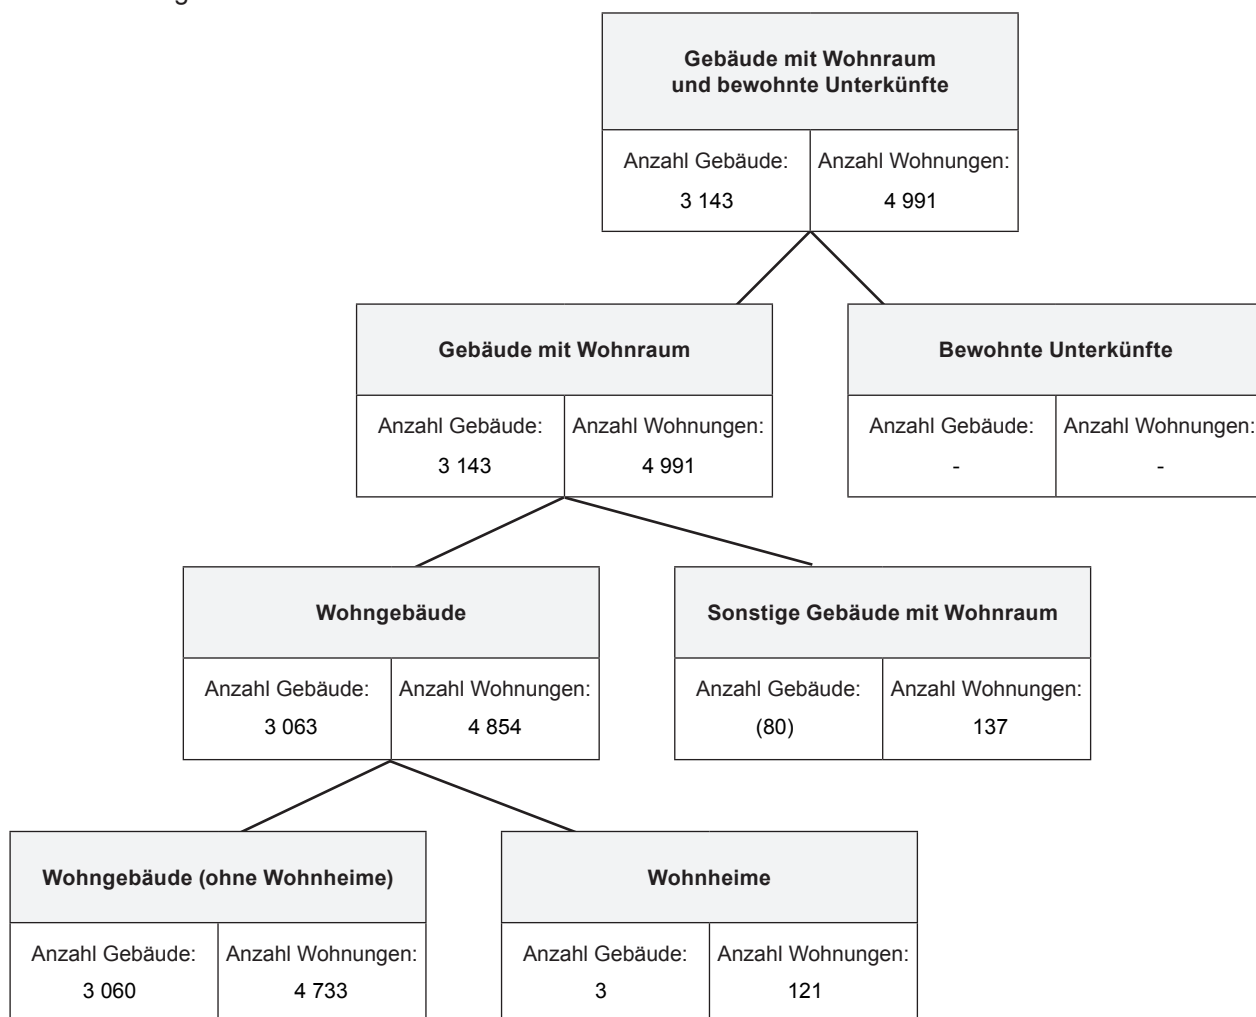 Gebäude mit Wohnraum
und bewohnte Unterkünfte
Anzahl Gebäude: Anzahl Wohnungen:
3 143 4 991
Gebäude mit Wohnraum
Bewohnte Unterkünfte
Anzahl Gebäude: Anzahl Wohnungen:
3 143 4 991
Anzahl Gebäude: Anzahl Wohnungen:
- -
Wohngebäude
Sonstige Gebäude mit Wohnraum
Anzahl Gebäude: Anzahl Wohnungen:
3 063 4 854
Anzahl Gebäude: Anzahl Wohnungen:
(80) 137
Wohngebäude (ohne Wohnheime)
Wohnheime
Anzahl Gebäude: Anzahl Wohnungen:
3 060 4 733
Anzahl Gebäude: Anzahl Wohnungen:
3 121